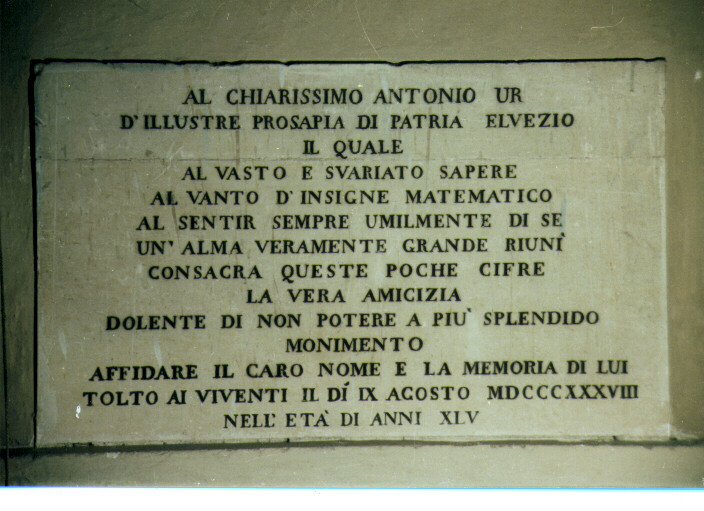 AL CHIARISSIMO ANTONIO UR
D'ILLUSTRE PROSAPIA DI PATRIA ELVEZIO
IL QUALE
AL VASTO E SVARIATO SAPERE
AL VANTO D'INSIGNE MATEMATICO
AL SENTIR SEMPRE UMILMENTE DI SE
UN' ALMA VERAMENTE GRANDE RIUNÌ
CONSACRA QUESTE POCHE CIFRE
LA VERA AMICIZIA
DOLENTE DI NON POTERE A PIU' SPLENDIDO
MONIMENTO
AFFIDARE IL CARO NOME E LA MEMORIA DI LUI
TOLTO AI VIVENTI IL DÍ IX AGOSTO MDCCCXXXVIII
NELL' ETÀ DI ANNI XLV